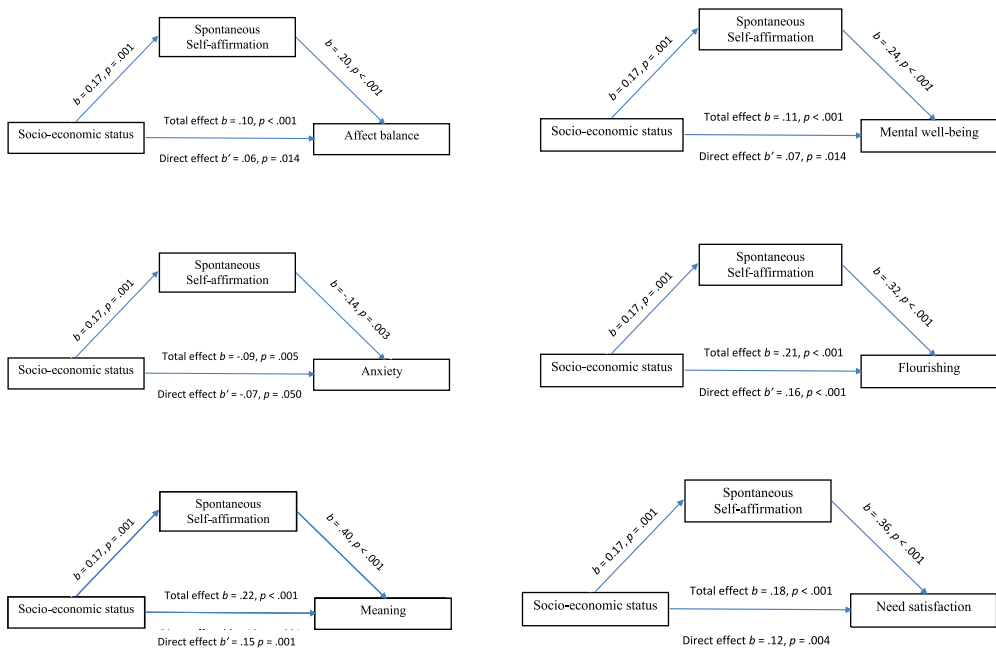 Spontaneous
Self-affirmation
b = 0.17, p = .001
b = .20, p < .001
Socio-economic status
Total effect b = .10, p < .001
Affect balance
Direct effect b' = .06, p = .014
Spontaneous
Self-affirmation
b = 0.17, p = .001
b = .24, p < .001
Socio-economic status
Total effect b = .11, p < .001
Mental well-being
Direct effect b' = .07, p = .014
Spontaneous
Self-affirmation
b = 0.17, p = .001
b = -.14, p = .003
Socio-economic status
Total effect b = -.09, p = .005
Anxiety
Direct effect b' = -.07, p = .050
Spontaneous
Self-affirmation
b = 0.17, p = .001
b = .32, p < .001
Socio-economic status
Total effect b = .21, p < .001
Flourishing
Direct effect b' = .16, p < .001
Spontaneous
Self-affirmation
b = 0.17, p = .001
b = .40, p < .001
Socio-economic status
Total effect b = .22, p < .001
Meaning
Direct effect b' = .15 p = .001
Spontaneous
Self-affirmation
b = 0.17, p = .001
b = .36, p < .001
Socio-economic status
Total effect b = .18, p < .001
Need satisfaction
Direct effect b = .12, p = .004